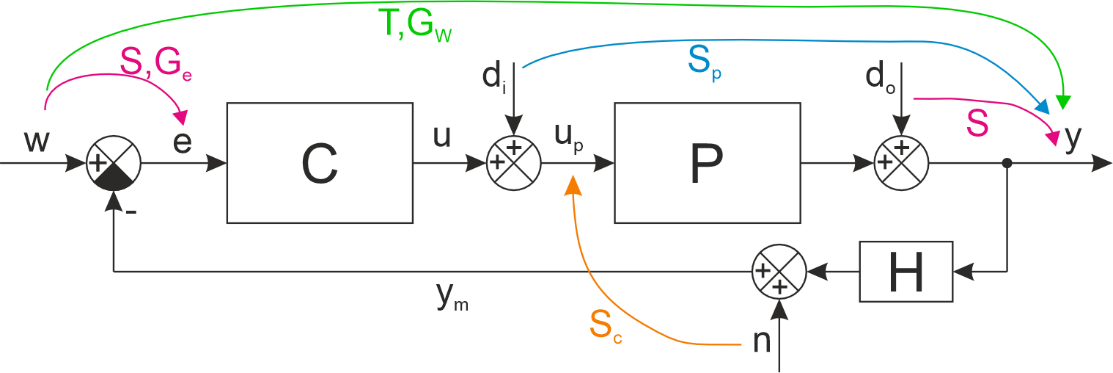 T,G_W
S,G_e
S_p
d_i
d_o
S
w
+
e
C
u
+
+
u_p
P
+
+
y
-
H
+
+
y_m
S_c
n